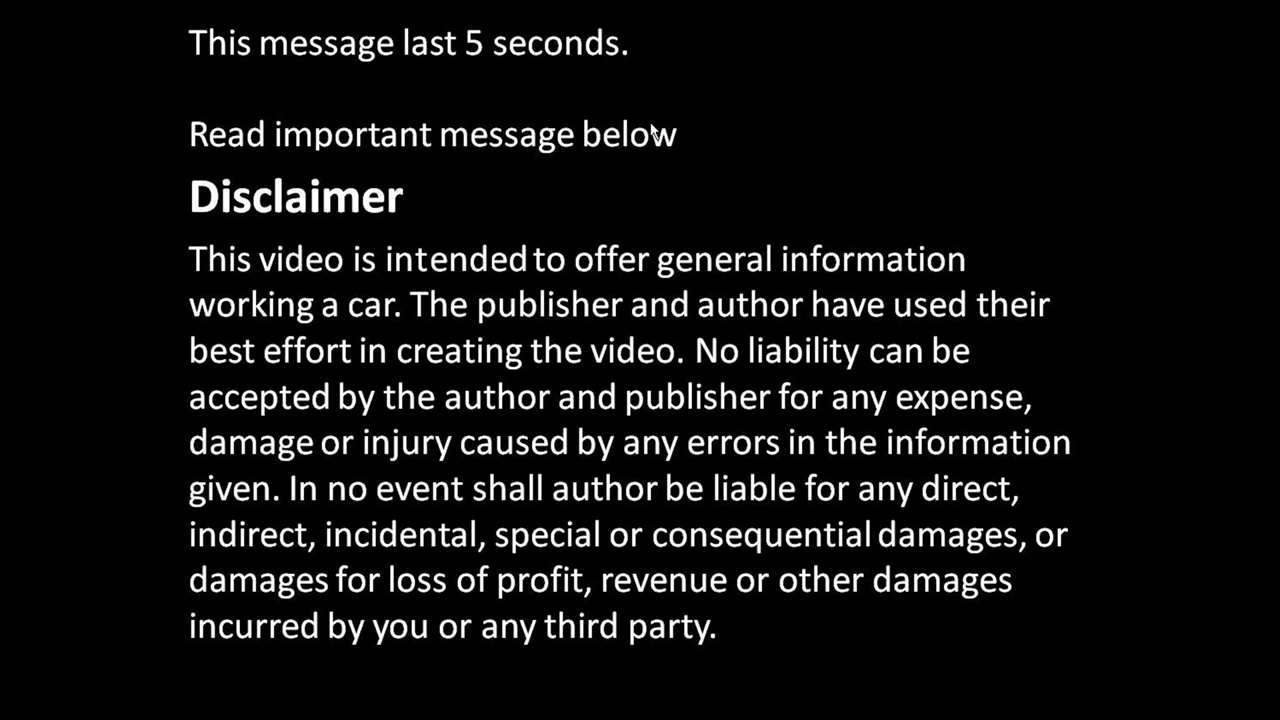 This message last 5 seconds.
Read important message below
Disclaimer
This video is intended to offer general information
working a car. The publisher and author have used their
best effort in creating the video. No liability can be
accepted by the author and publisher for any expense,
damage or injury caused by any errors in the information
given. In no event shall author be liable for any direct,
indirect, incidental, special or consequential damages, or
damages for loss of profit, revenue or other damages
incurred by you or any third party.